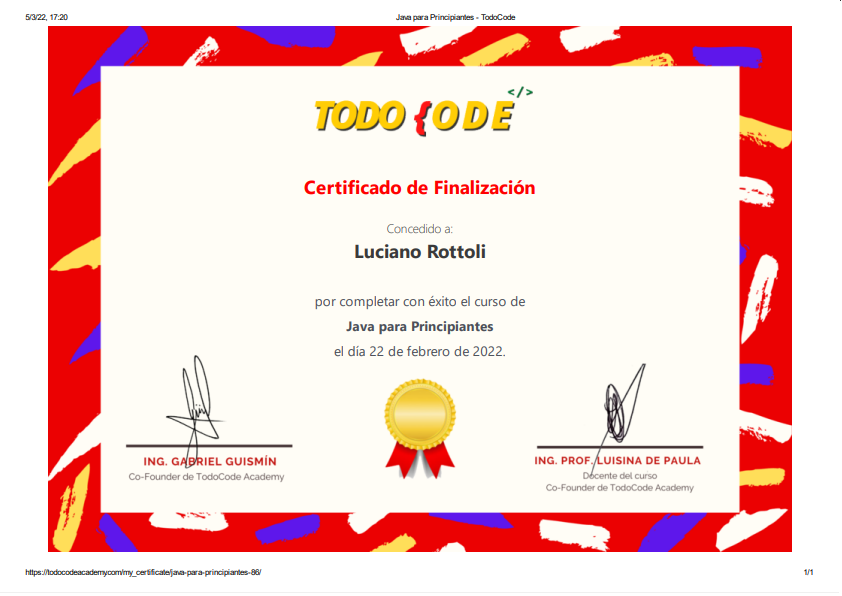 5/3/22, 17:20
Java para Principiantes - TodoCode
</>
TODO {ODE
Certificado de Finalización
Concedido a:
Luciano Rottoli
por completar con éxito el curso de
Java para Principiantes
el día 22 de febrero de 2022.
ING. GABRIEL GUISMÍN
Co-Founder de TodoCode Academy
ING. PROF. LUISINA DE PAULA
Docente del curso
Co-Founder de TodoCode Academy
https://todocodeacademy.com/my_certificate/java-para-principiantes-86/
1/1